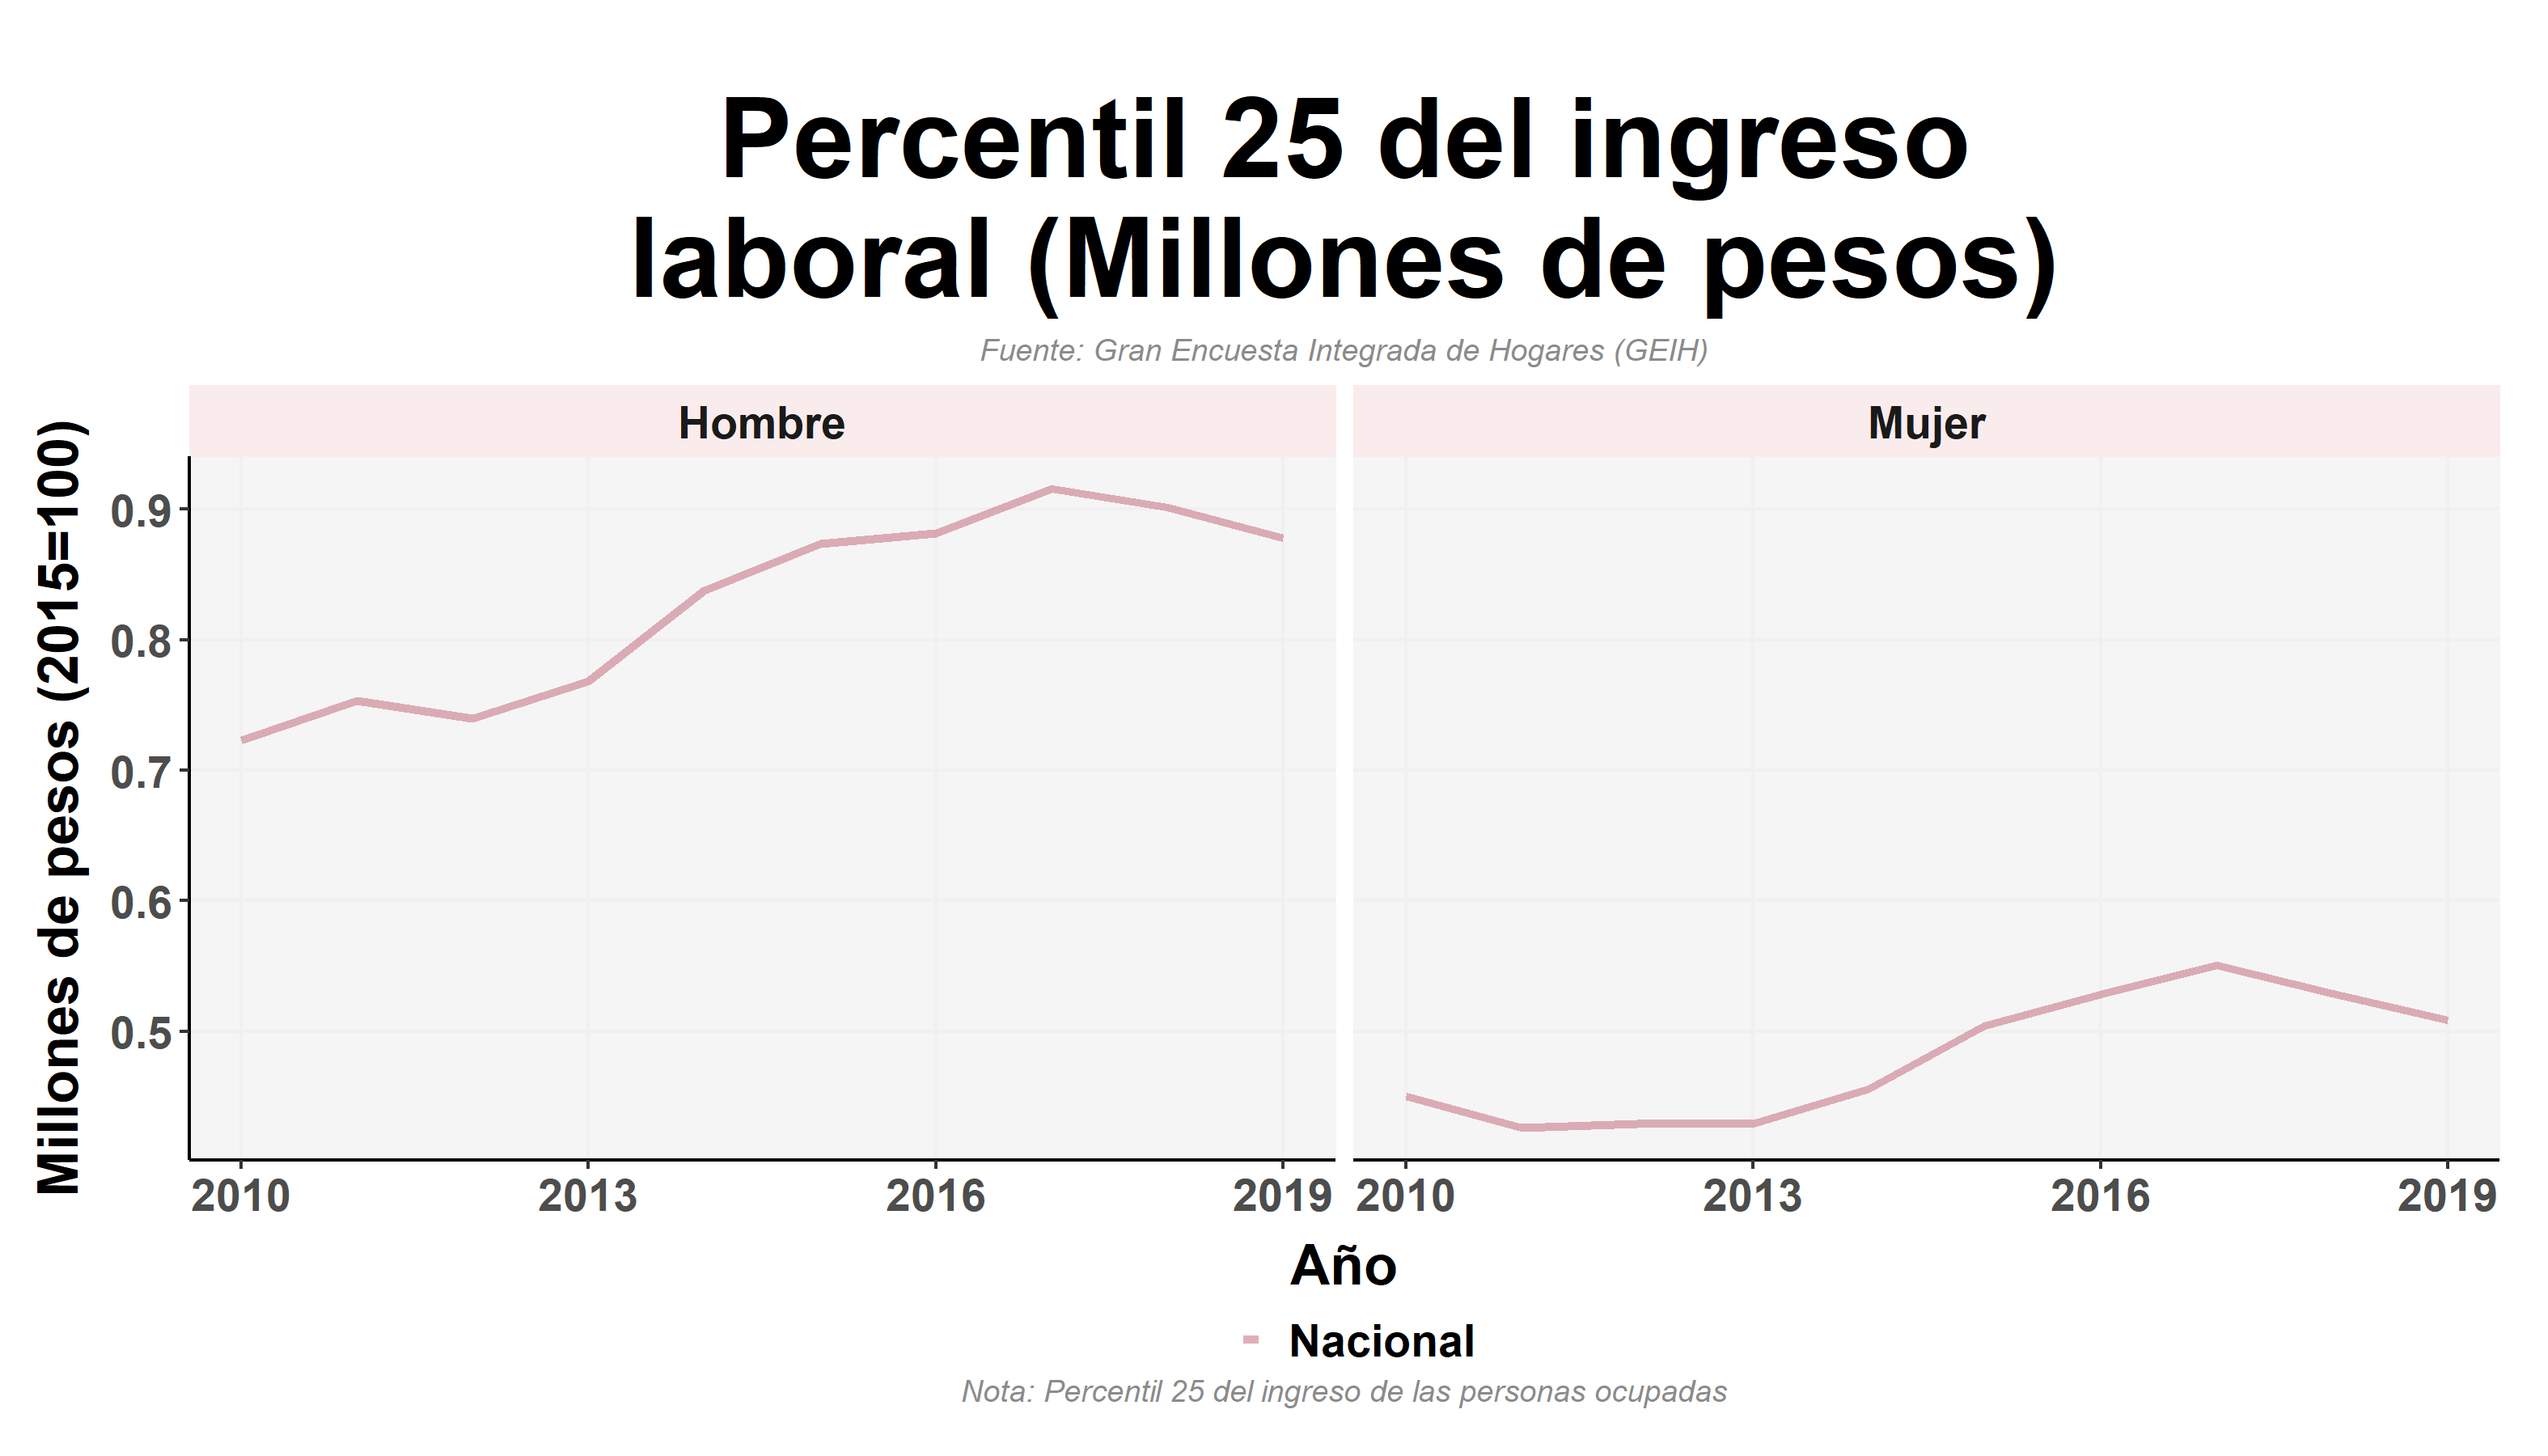 Percentil 25 del ingreso
laboral (Millones de pesos)
Fuente: Gran Encuesta Integrada de Hogares (GEIH)
Hombre
Mujer
Millones de pesos (2015=100)
0.9
0.8
0.7
0.6
0.5
2010 2013 2016 2019 2010 2013 2016 2019
Año
Nacional
Nota: Percentil 25 del ingreso de las personas ocupadas